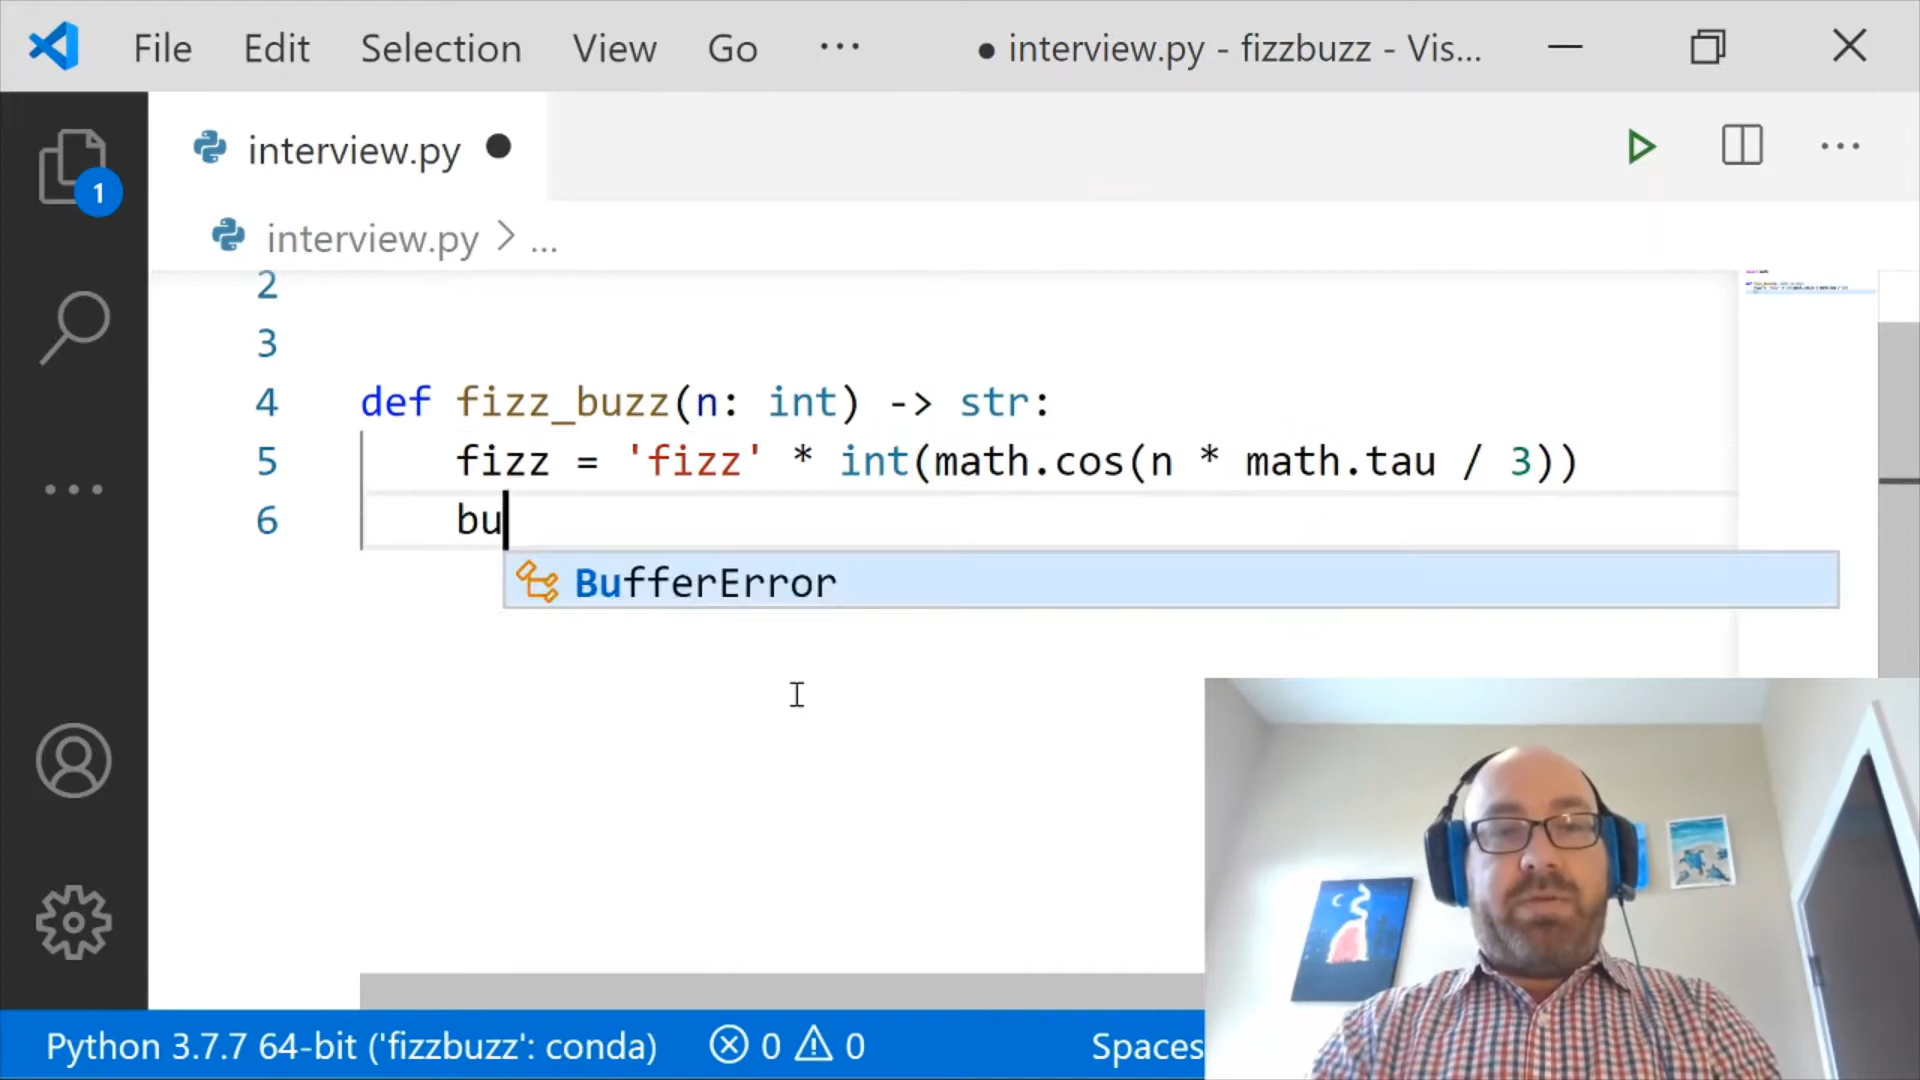 File Edit Selection View Go ··· ● interview.py - fizzbuzz - Vis...
interview.py ●
1
interview.py > ...
2
3
4 def fizz_buzz(n: int) -> str:
5 fizz = 'fizz' * int(math.cos(n * math.tau / 3))
6 bu
BufferError
Python 3.7.7 64-bit ('fizzbuzz': conda) 0 0 Spaces